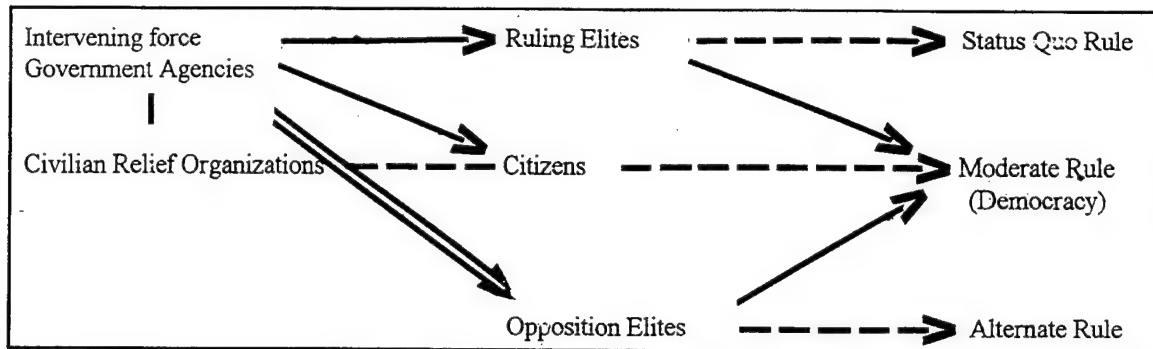 Intervening force
Government Agencies
Ruling Elites
Status Quo Rule
Civilian Relief Organizations
Citizens
Moderate Rule
(Democracy)
Opposition Elites
Alternate Rule